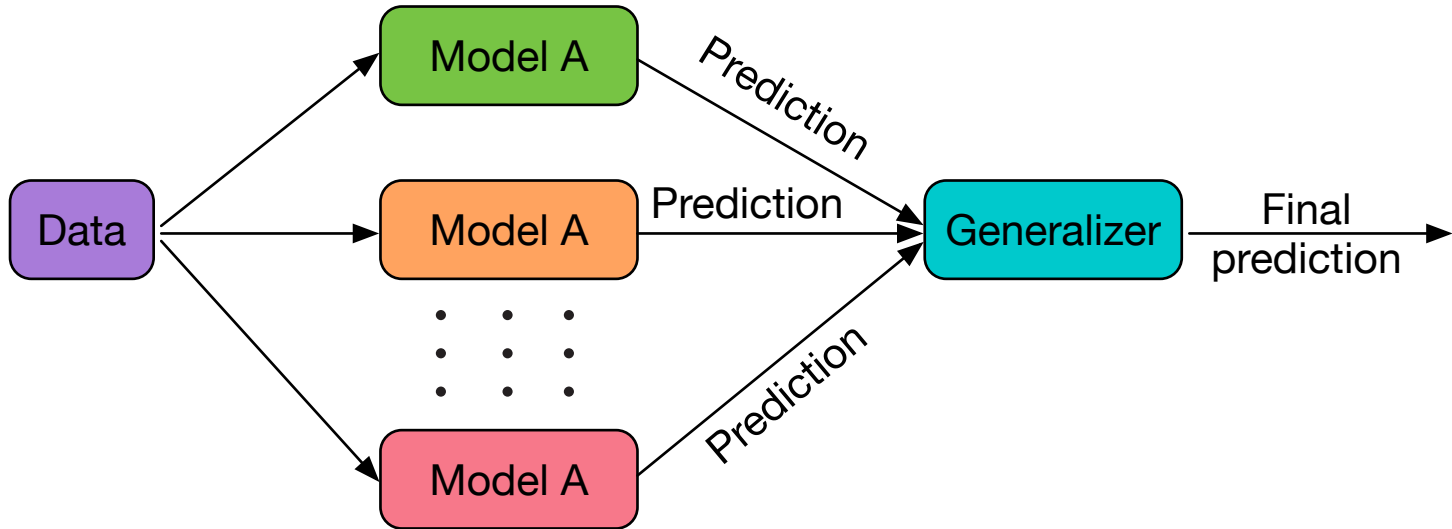 Model A
Prediction
Data
Model A
Prediction
Generalizer
Final
prediction
Model A
Prediction